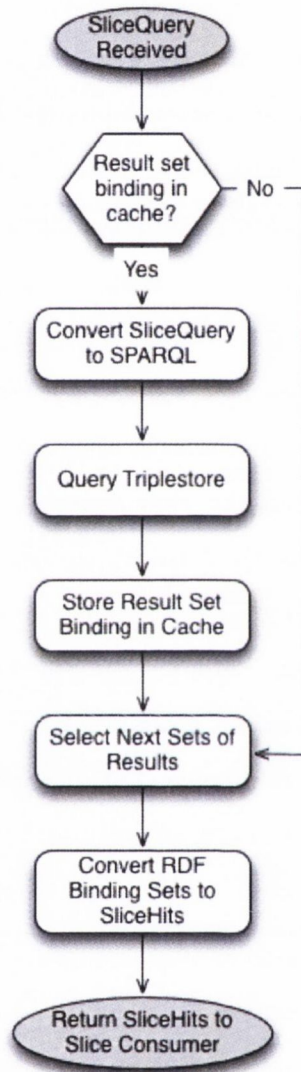 SliceQuery
Received
Result set
binding in
cache?
No
Yes
Convert SliceQuery
to SPARQL
Query Triplestore
Store Result Set
Binding in Cache
Select Next Sets of
Results
Convert RDF
Binding Sets to
SliceHits
Return SliceHits to
Slice Consumer